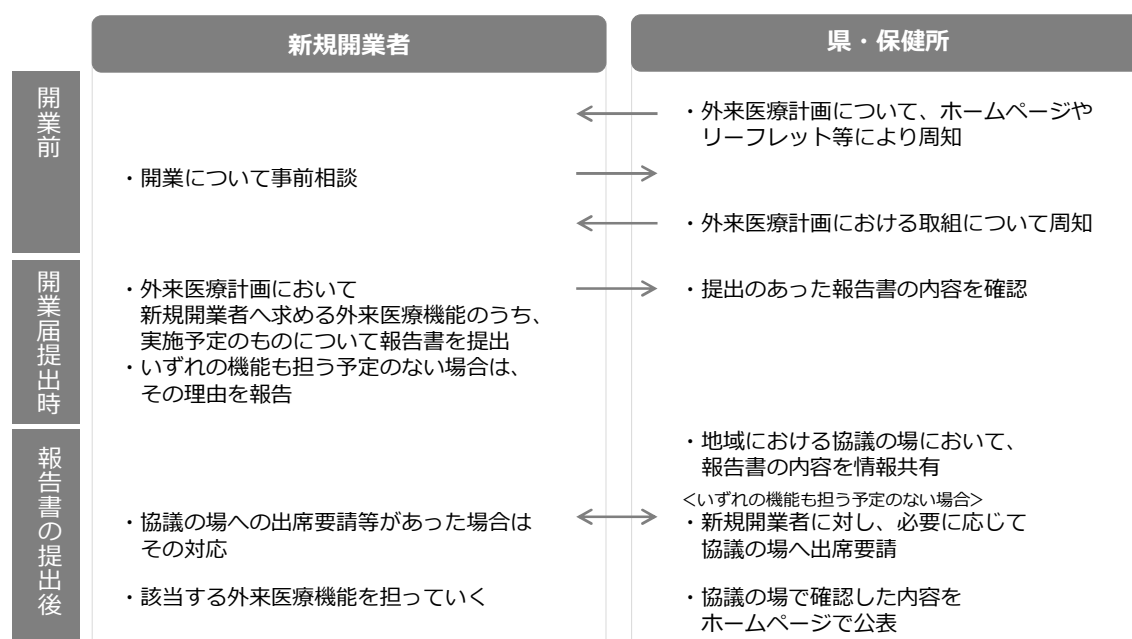 新規開業者
県・保健所
開業前
・外来医療計画について、ホームページや
リーフレット等により周知
・開業について事前相談
・外来医療計画における取組について周知
開業届提出時
・外来医療計画において
新規開業者へ求める外来医療機能のうち、
実施予定のものについて報告書を提出
・いずれの機能も担う予定のない場合は、
その理由を報告
・提出のあった報告書の内容を確認
報告書の提出後
・地域における協議の場において、
報告書の内容を情報共有
<いずれの機能も担う予定のない場合>
・協議の場への出席要請等があった場合は
その対応
・新規開業者に対し、必要に応じて
協議の場へ出席要請
・該当する外来医療機能を担っていく
・協議の場で確認した内容を
ホームページで公表